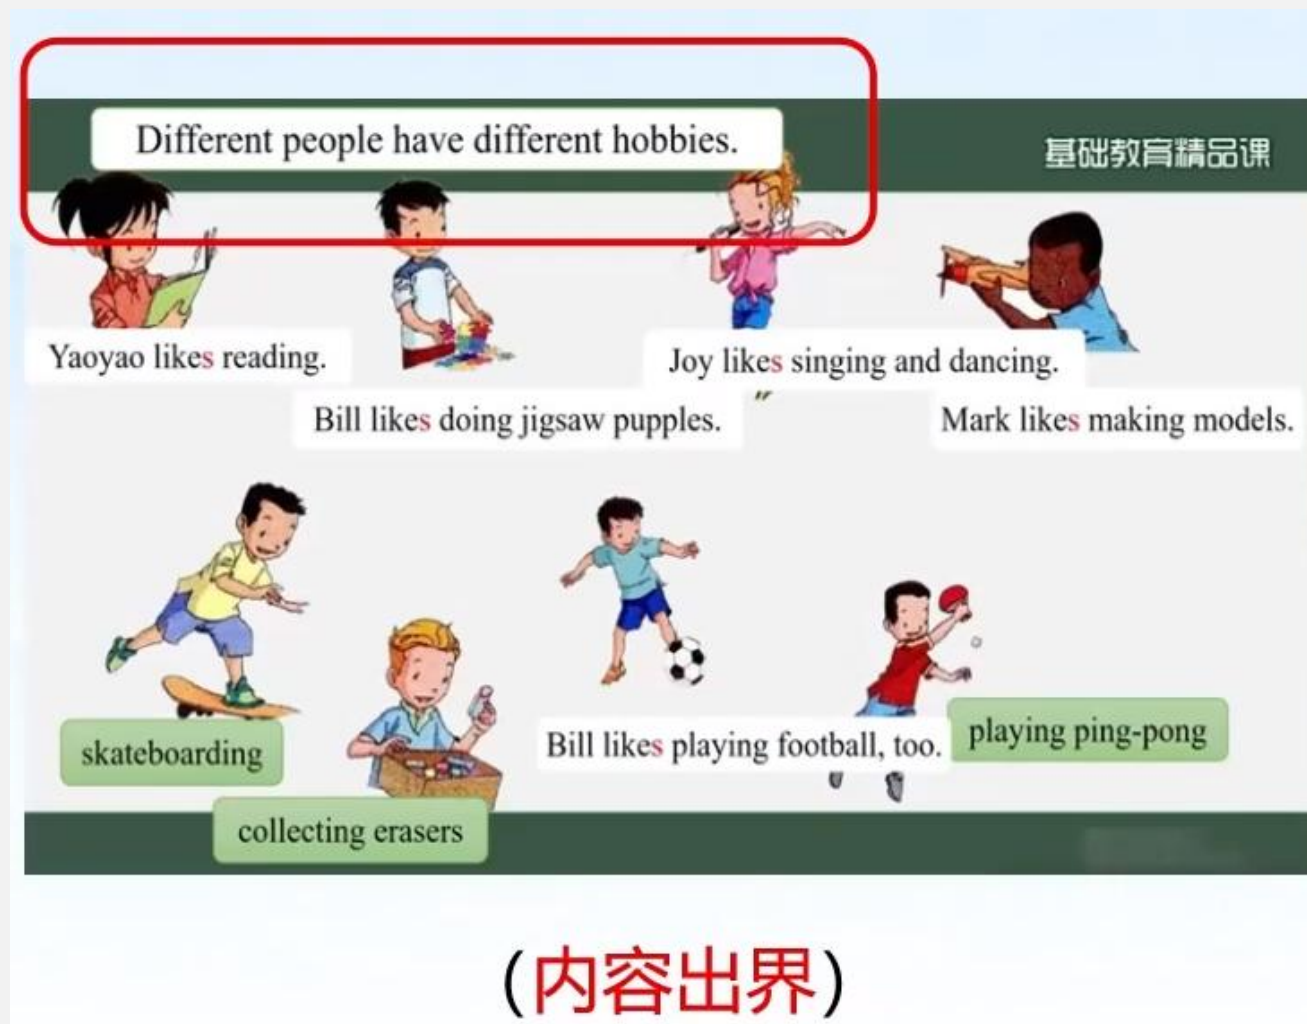 Different people have different hobbies.
基础教育精品课
Yaoyao likes reading.
Joy likes singing and dancing.
Bill likes doing jigsaw pupples.
Mark likes making models.
skateboarding
collecting erasers
Bill likes playing football, too.
playing ping-pong
(内容出界)